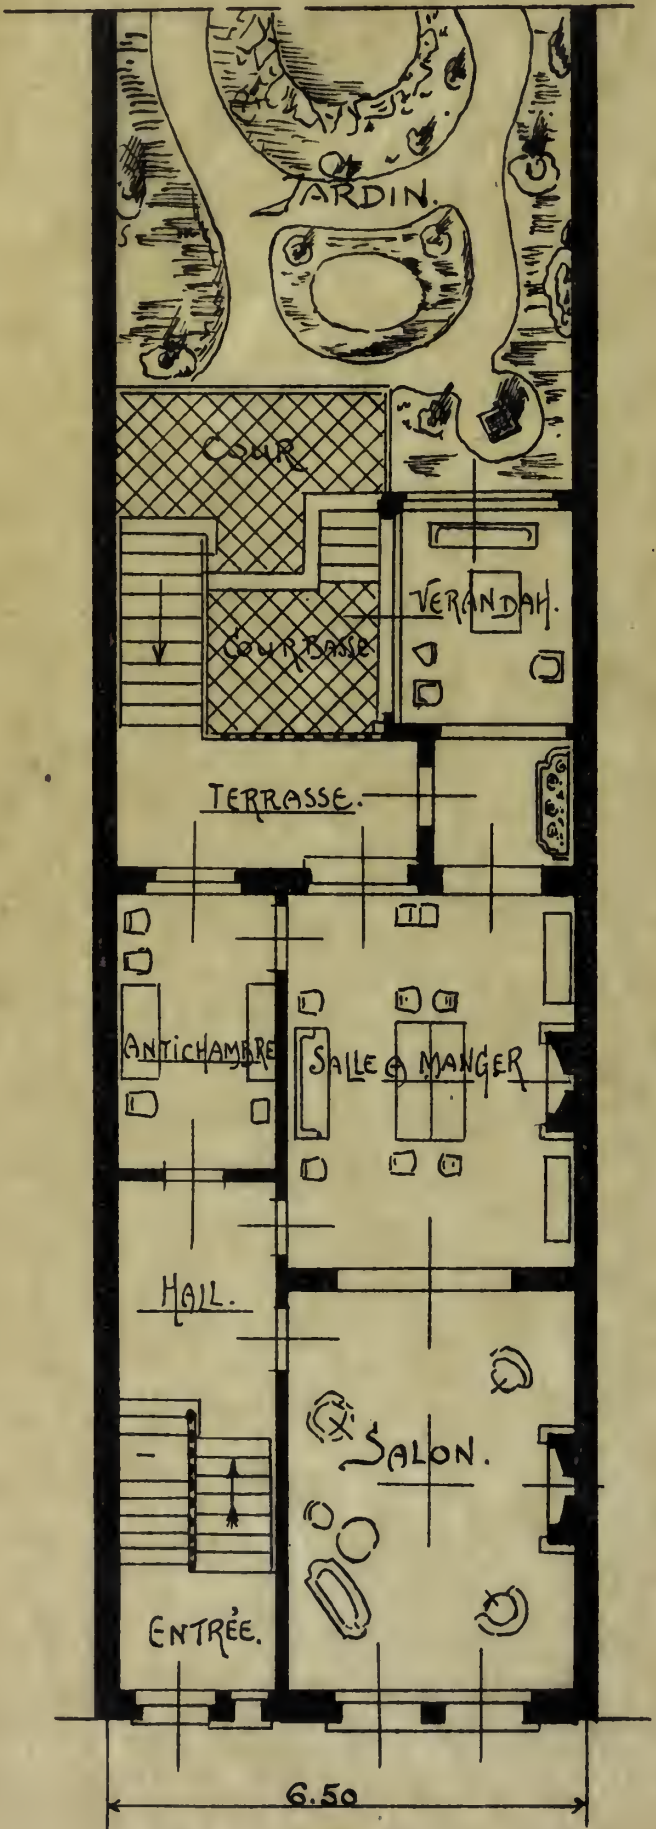 JARDIN.
COUR
VERANDAH.
COUR BASSE
TERRASSE.
ANTICHAMBRE
SALLE A MANGER
HALL.
SALON.
ENTRÉE.
6.50